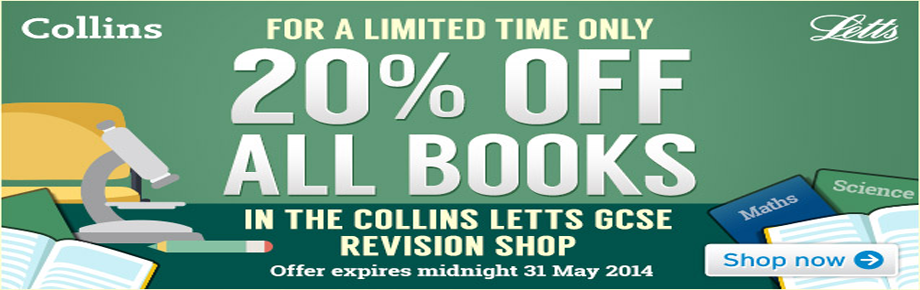 Collins
FOR A LIMITED TIME ONLY
Letts
20% OFF
ALL BOOKS
IN THE COLLINS LETTS GCSE
REVISION SHOP
Offer expires midnight 31 May 2014
Maths
Science
Shop now